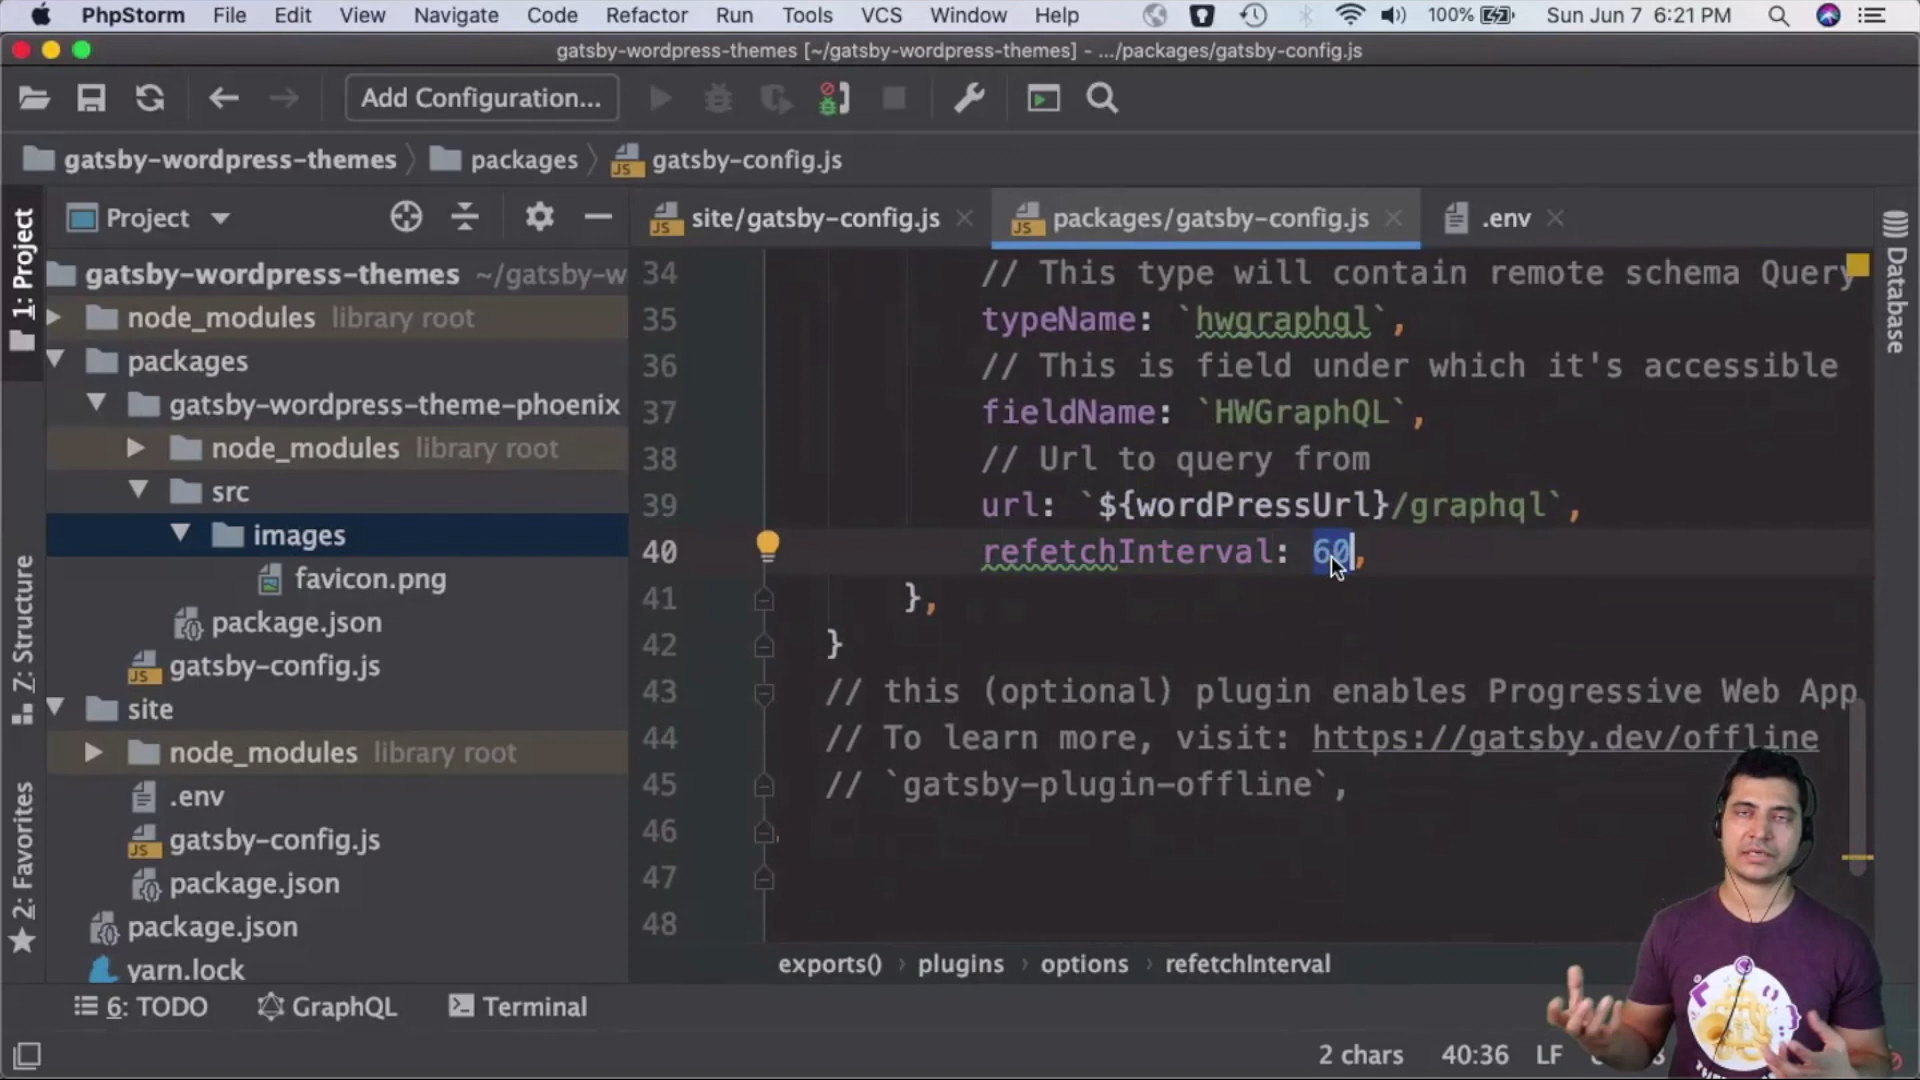 PhpStorm File Edit View Navigate Code Refactor Run Tools VCS Window Help 100% Sun Jun 7 6:21 PM
gatsby-wordpress-themes [~/gatsby-wordpress-themes] - .../packages/gatsby-config.js
Add Configuration...
gatsby-wordpress-themes packages gatsby-config.js
1: Project
Z: Structure
2: Favorites
Project
gatsby-wordpress-themes ~/gatsby-w
node_modules library root
packages
gatsby-wordpress-theme-phoenix
node_modules library root
src
images
favicon.png
package.json
gatsby-config.js
site
node_modules library root
.env
gatsby-config.js
package.json
package.json
yarn.lock
site/gatsby-config.js packages/gatsby-config.js .env
34 // This type will contain remote schema Query
35 typeName: `hwgraphql`,
36 // This is field under which it's accessible
37 fieldName: `HWGraphQL`,
38 // Url to query from
39 url: `${wordPressUrl}/graphql`,
40 refetchInterval: 60,
41 },
42 }
43 // this (optional) plugin enables Progressive Web App
44 // To learn more, visit: https://gatsby.dev/offline
45 // `gatsby-plugin-offline`,
46
47
48
exports() plugins options refetchInterval
Database
6: TODO GraphQL Terminal
2 chars 40:36 LF